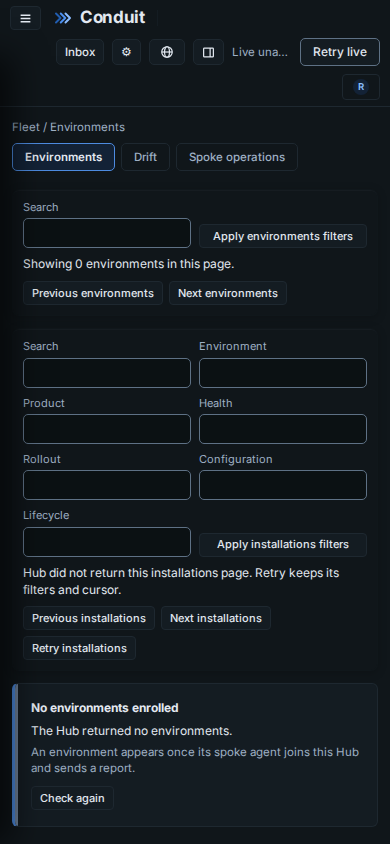 Conduit
Inbox
Live una...
Retry live
R
Fleet / Environments
Environments
Drift
Spoke operations
Search
Apply environments filters
Showing 0 environments in this page.
Previous environments
Next environments
Search
Environment
Product
Health
Rollout
Configuration
Lifecycle
Apply installations filters
Hub did not return this installations page. Retry keeps its
filters and cursor.
Previous installations
Next installations
Retry installations
No environments enrolled
The Hub returned no environments.
An environment appears once its spoke agent joins this Hub
and sends a report.
Check again